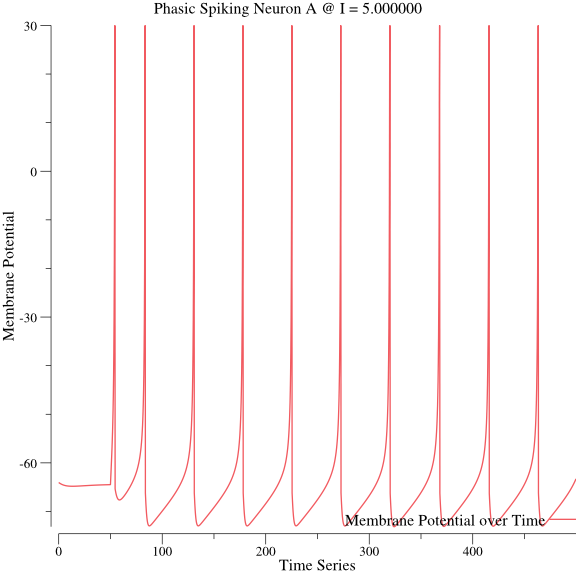 Phasic Spiking Neuron A @ I = 5.000000
30
0
-30
-60
Membrane Potential
Membrane Potential over Time
0 100 200 300 400
Time Series